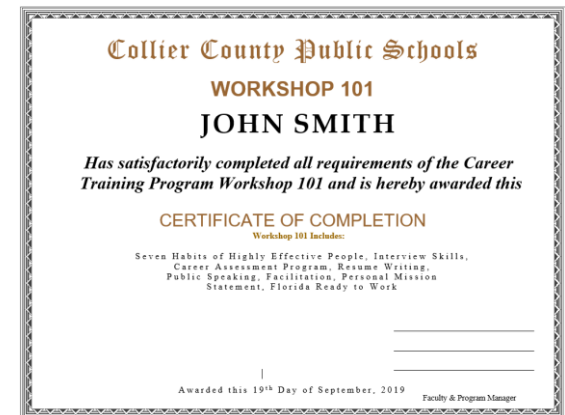 Collier County Public Schools
WORKSHOP 101
JOHN SMITH
Has satisfactorily completed all requirements of the Career
Training Program Workshop 101 and is hereby awarded this
CERTIFICATE OF COMPLETION
Workshop 101 Includes:
Seven Habits of Highly Effective People, Interview Skills,
Career Assessment Program, Resume Writing,
Public Speaking, Facilitation, Personal Mission
Statement, Florida Ready to Work
Awarded this 19th Day of September, 2019
Faculty & Program Manager